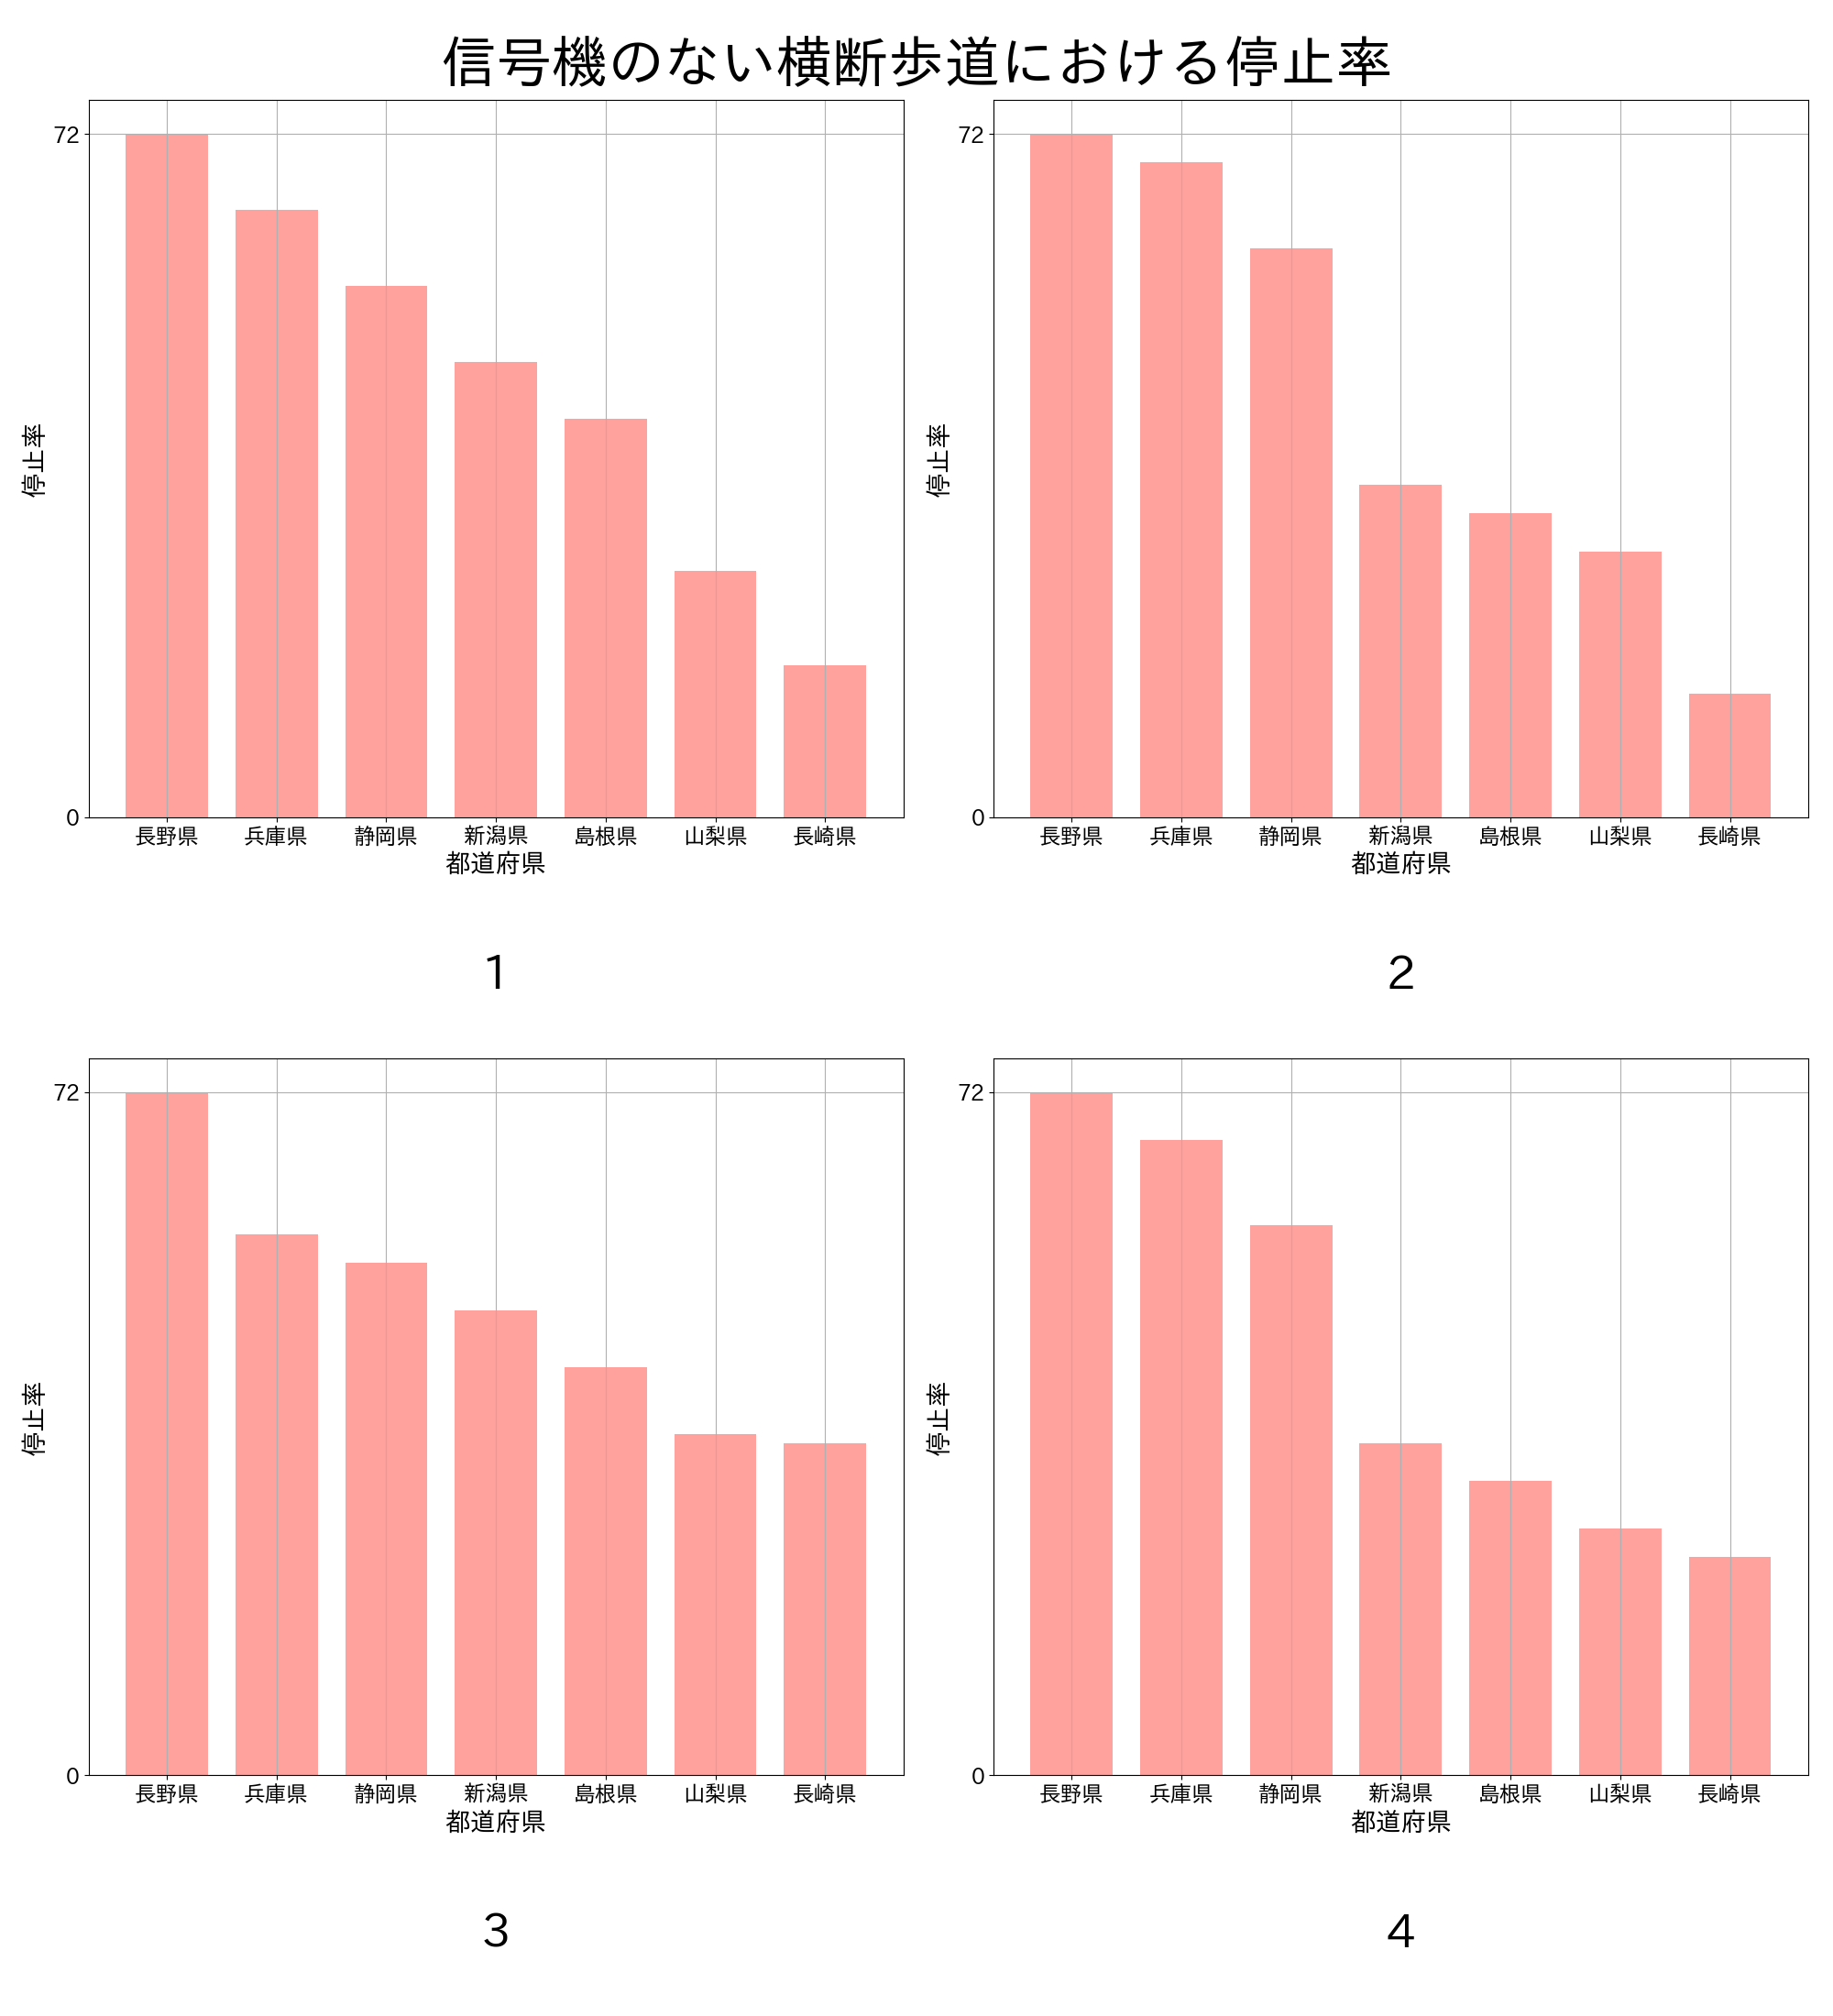 信号機のない横断歩道における停止率
72
0
停止率
長野県 兵庫県 静岡県 新潟県 島根県 山梨県 長崎県
都道府県
1
72
0
停止率
長野県 兵庫県 静岡県 新潟県 島根県 山梨県 長崎県
都道府県
2
72
0
停止率
長野県 兵庫県 静岡県 新潟県 島根県 山梨県 長崎県
都道府県
3
72
0
停止率
長野県 兵庫県 静岡県 新潟県 島根県 山梨県 長崎県
都道府県
4